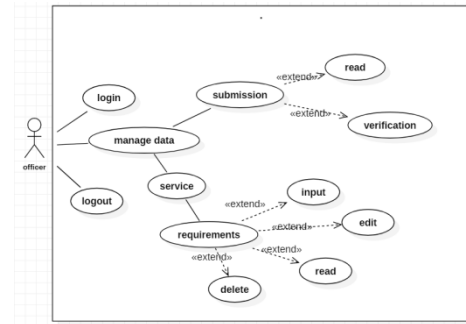 read
«extend»
submission
login
«extend»
verification
manage data
officer
service
input
logout
«extend»
edit
requirements
«extend»
«extend»
«extend»
read
delete